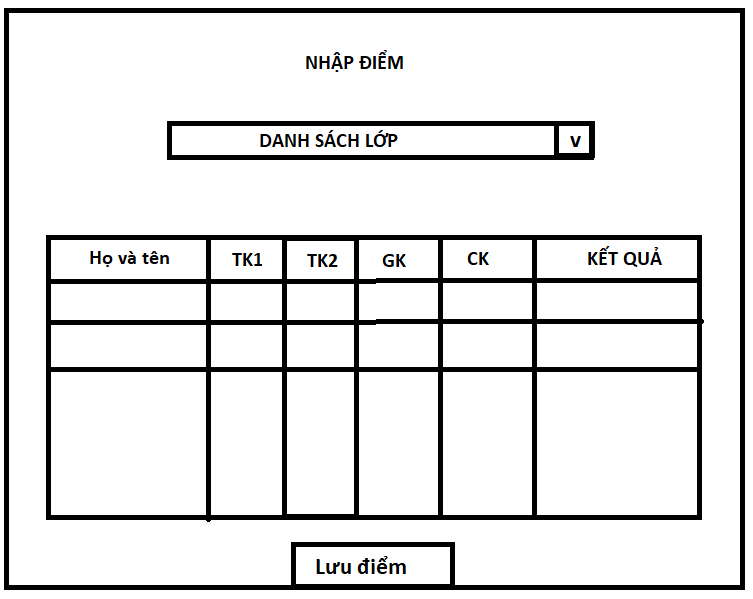 NHẬP ĐIỂM
DANH SÁCH LỚP v
Họ và tên TK1 TK2 GK CK KẾT QUẢ
Lưu điểm